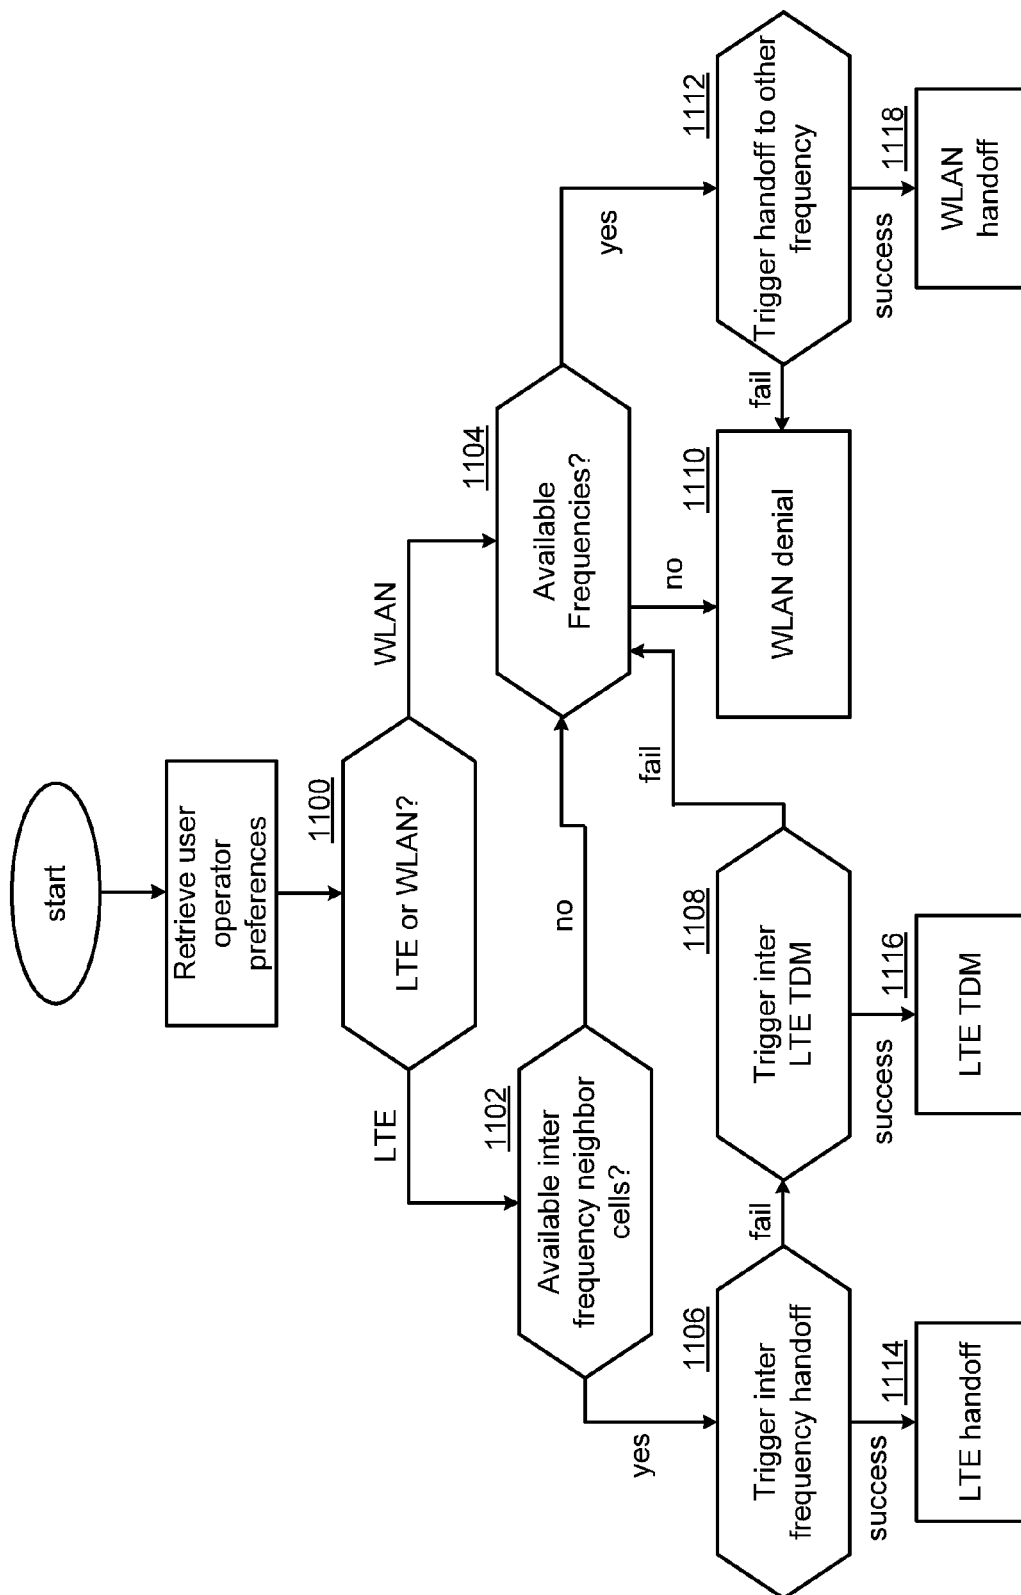 start
Retrieve user
operator
preferences
1100
LTE or WLAN?
LTE
WLAN
1102
Available inter
frequency neighbor
cells?
1104
Available
Frequencies?
yes
no
fail
no
yes
1106
Trigger inter
frequency handoff
fail
1108
Trigger inter
LTE TDM
1110
WLAN denial
fail
1112
Trigger handoff to other
frequency
success
1114
LTE handoff
success
1116
LTE TDM
success
1118
WLAN
handoff